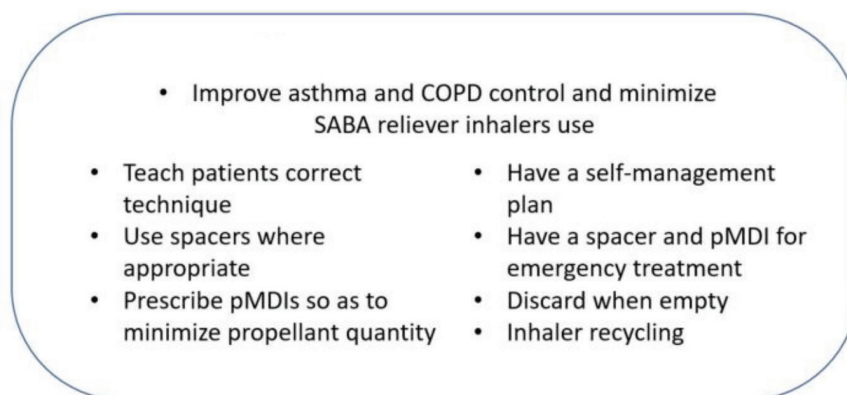 • Improve asthma and COPD control and minimize
SABA reliever inhalers use
• Teach patients correct
technique
• Use spacers where
appropriate
• Prescribe pMDIs so as to
minimize propellant quantity
• Have a self-management
plan
• Have a spacer and pMDI for
emergency treatment
• Discard when empty
• Inhaler recycling